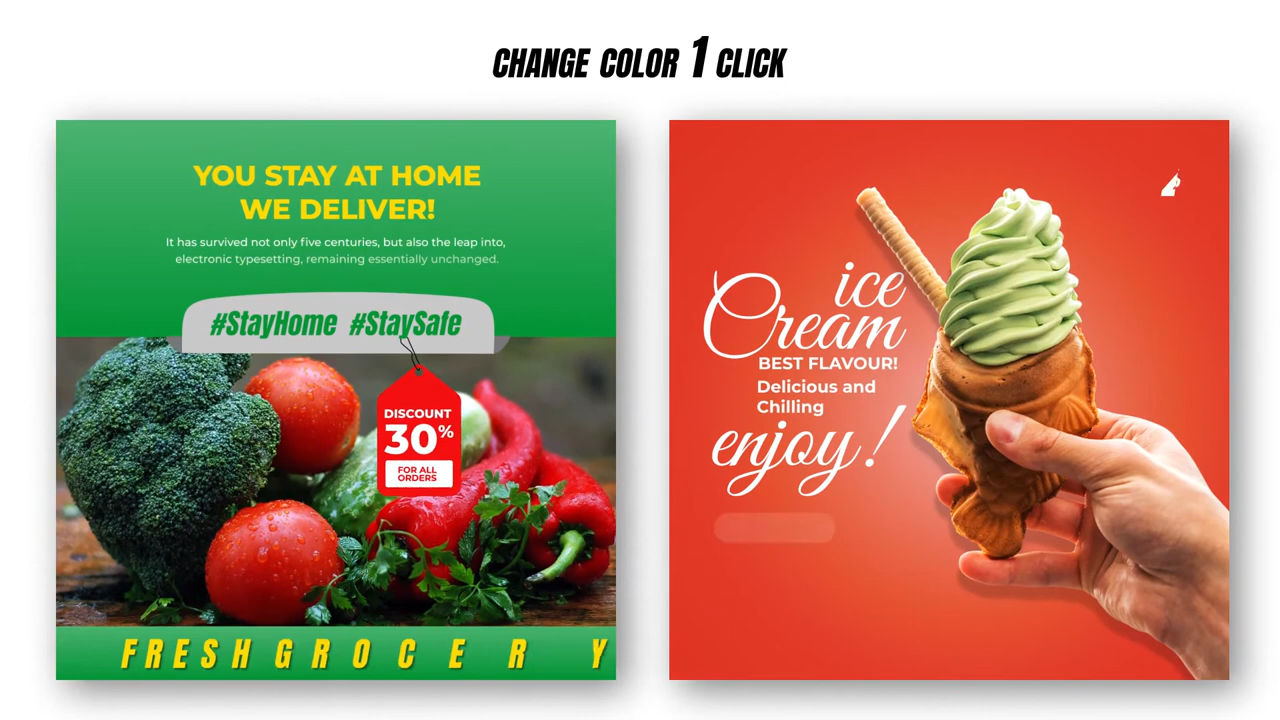 CHANGE COLOR 1 CLICK
YOU STAY AT HOME
WE DELIVER!
It has survived not only five centuries, but also the leap into,
electronic typesetting, remaining essentially unchanged.
#StayHome #StaySafe
DISCOUNT
30%
FOR ALL
ORDERS
FRESH GROCERY
ice
Cream
BEST FLAVOUR!
Delicious and
Chilling
enjoy!